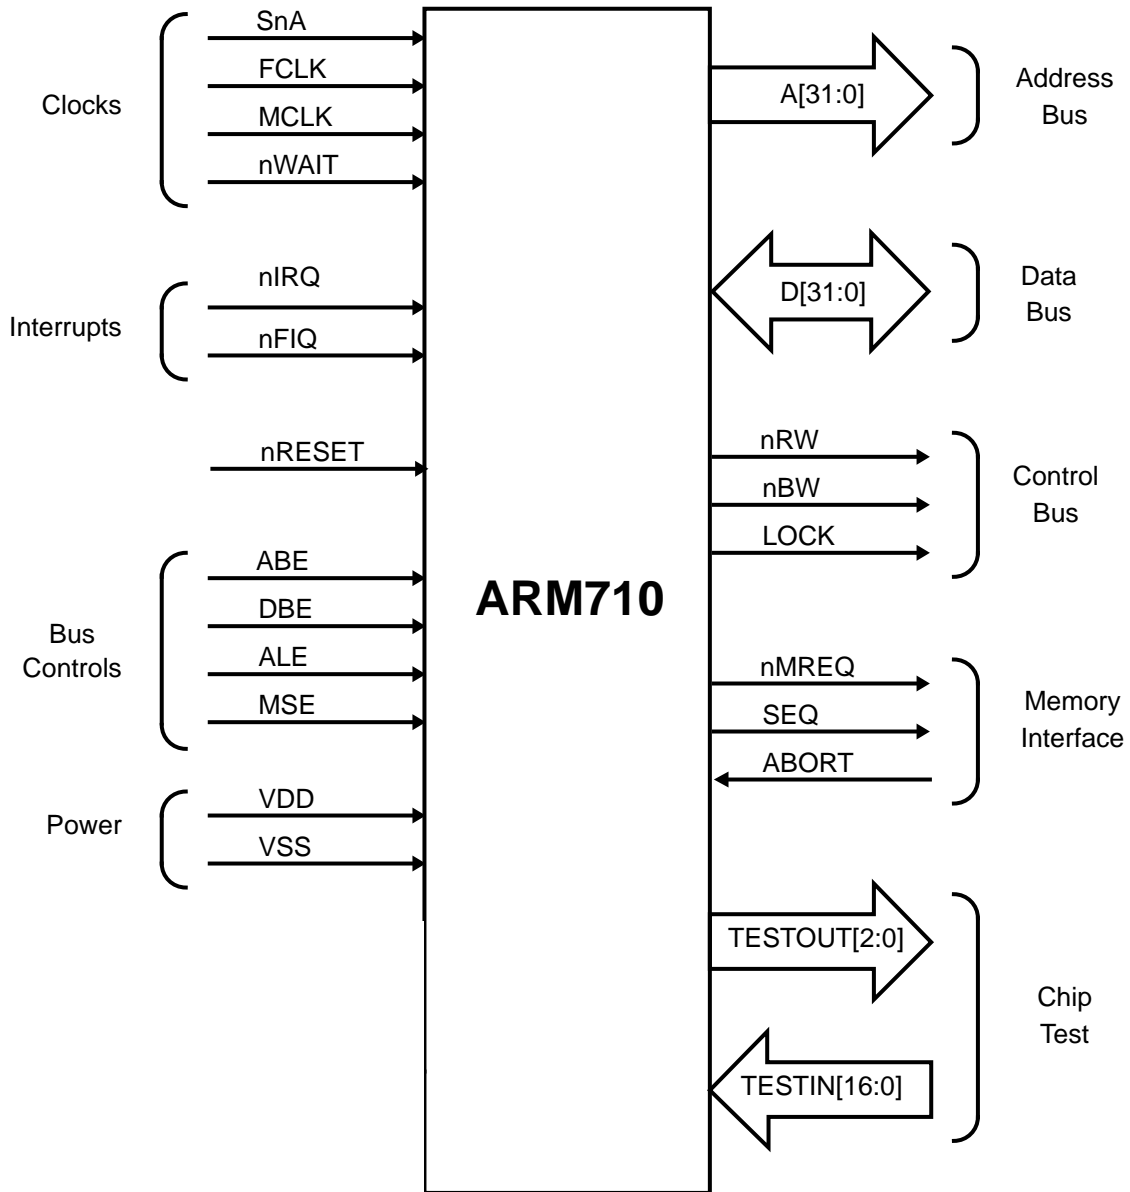 SnA
FCLK
Clocks
MCLK
nWAIT
nIRQ
Interrupts
nFIQ
nRESET
ABE
DBE
Bus
Controls
ALE
MSE
VDD
Power
VSS
ARM710
A[31:0]
Address
Bus
D[31:0]
Data
Bus
nRW
nBW
LOCK
Control
Bus
nMREQ
SEQ
ABORT
Memory
Interface
TESTOUT[2:0]
TESTIN[16:0]
Chip
Test